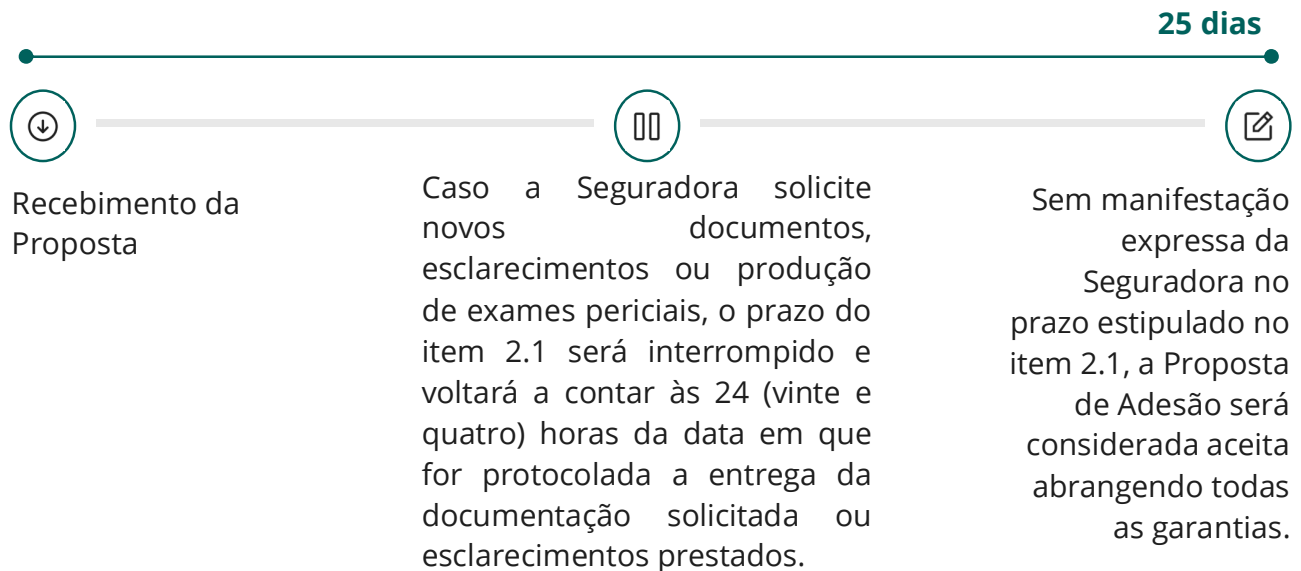 25 dias
Recebimento da
Proposta
Caso a Seguradora solicite
novos documentos,
esclarecimentos ou produção
de exames periciais, o prazo do
item 2.1 será interrompido e
voltará a contar às 24 (vinte e
quatro) horas da data em que
for protocolada a entrega da
documentação solicitada ou
esclarecimentos prestados.
Sem manifestação
expressa da
Seguradora no
prazo estipulado no
item 2.1, a Proposta
de Adesão será
considerada aceita
abrangendo todas
as garantias.